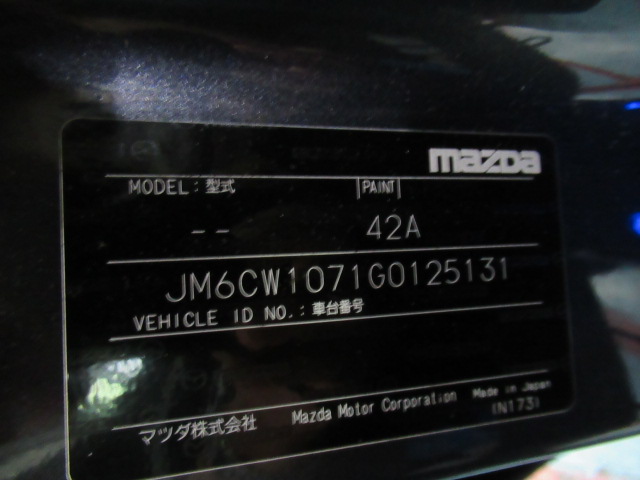 mazda
MODEL : 型式 PAINT
-- 42A
JM6CW1071G0125131
VEHICLE ID NO. : 車台番号
マツダ株式会社 Mazda Motor Corporation Made in Japan
(N173)